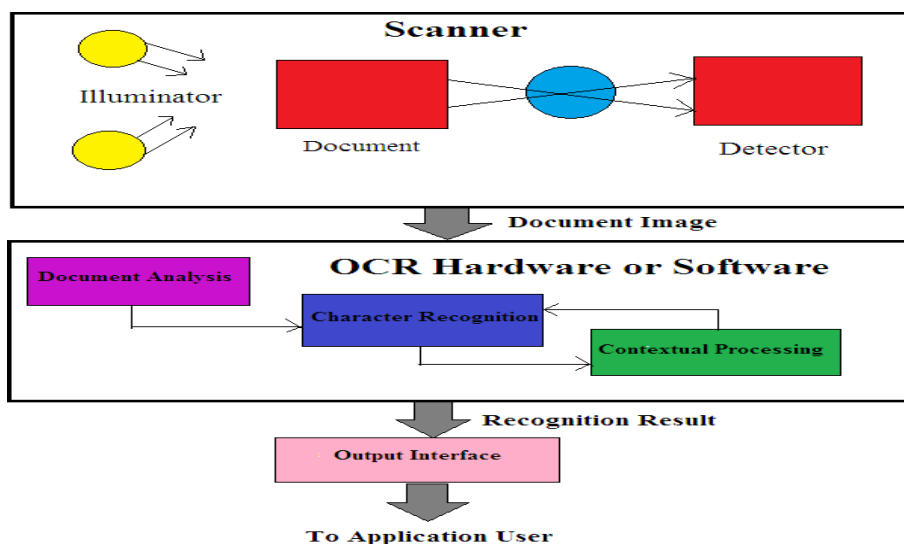 Scanner
Illuminator
Document
Detector
Document Image
OCR Hardware or Software
Document Analysis
Character Recognition
Contextual Processing
Recognition Result
Output Interface
To Application User